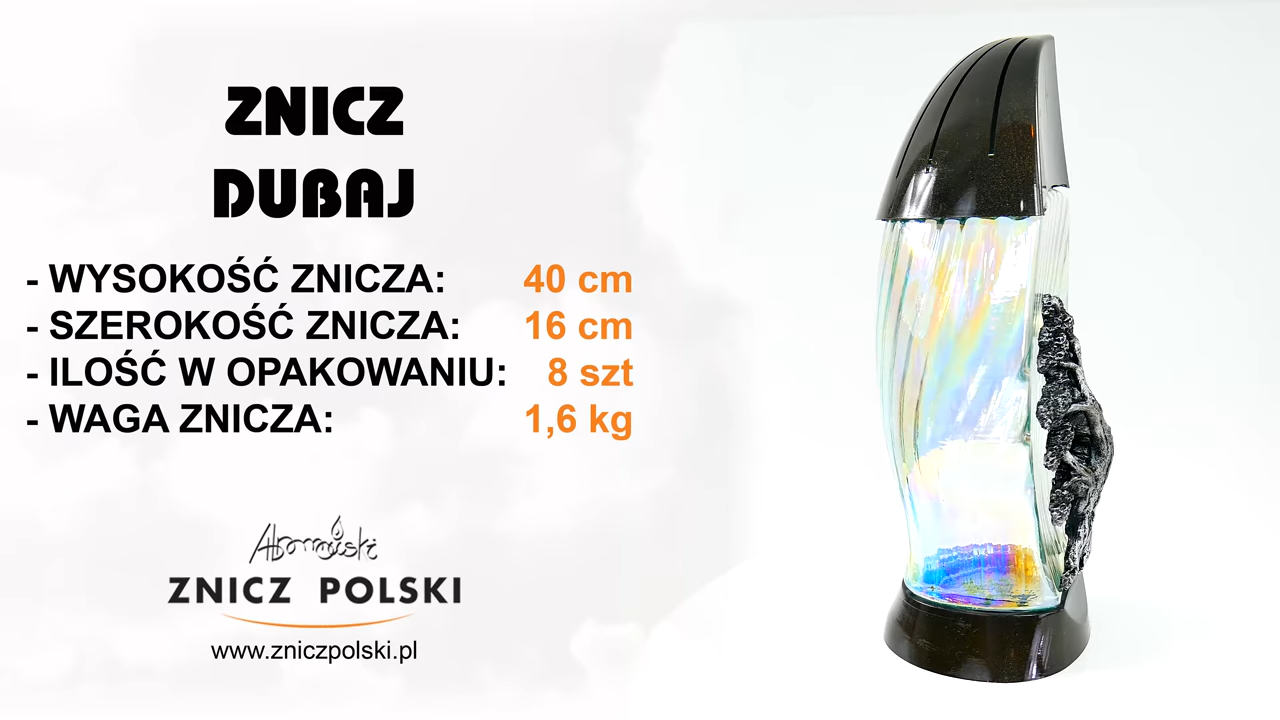 ZNICZ
DUBAJ
- WYSOKOŚĆ ZNICZA: 40 cm
- SZEROKOŚĆ ZNICZA: 16 cm
- ILOŚĆ W OPAKOWANIU: 8 szt
- WAGA ZNICZA: 1,6 kg
ZNICZ POLSKI
www.zniczpolski.pl